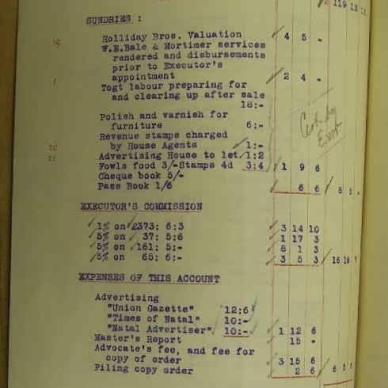 119 13
SUNDRIES :
Holliday Bros. Valuation 4 5 -
W.E.Bale & Mortimer services
rendered and disbursements
prior to Executor's
appointment 2 4 -
Togt labour preparing for
and clearing up after sale
18:-
Polish and varnish for
furniture 6:-
Revenue stamps charged
by House Agents 1:-
Advertising House to let 1:2
Fowls food 3/- Stamps 4d 3:4 1 9 6
Cheque book 5/-
Pass Book 1/6 6 6
EXECUTOR'S COMMISSION
1% on £373: 6:3 3 14 10
5% on 37: 5:6 1 17 3
5% on 161: 5:- 8 1 3
5% on 65: 6:- 3 5 3
EXPENSES OF THIS ACCOUNT
Advertising
"Union Gazette" 12:6
"Times of Natal" 10:-
"Natal Advertiser" 10:- 1 12 6
Master's Report 15 -
Advocate's fee, and fee for
copy of order 3 15 6
Filing copy order 2 6